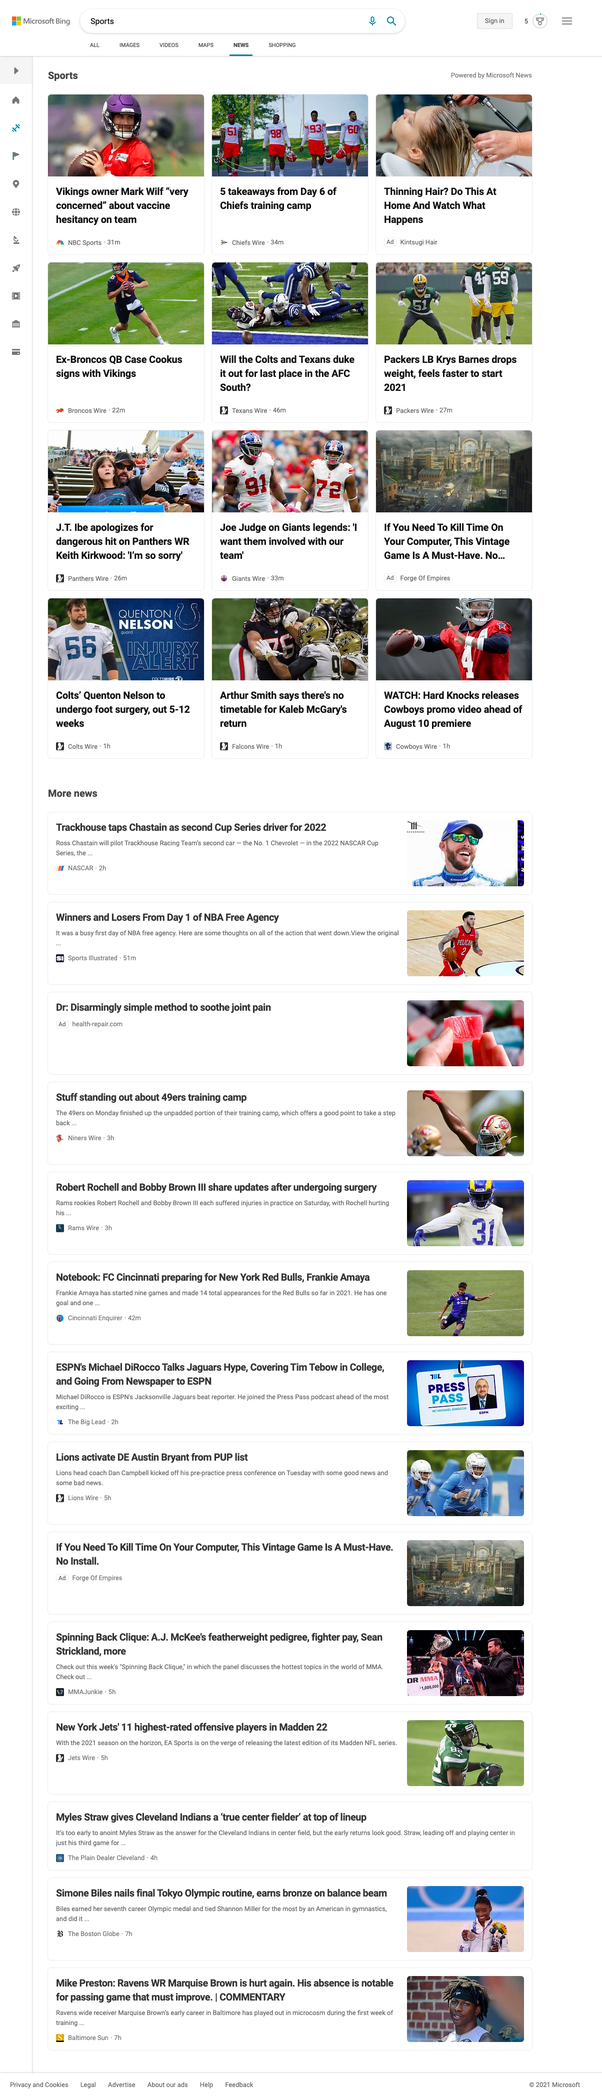 Microsoft Bing
Sports
Sign in
5
ALL IMAGES VIDEOS MAPS NEWS SHOPPING
Sports
Powered by Microsoft News
Vikings owner Mark Wilf “very
concerned” about vaccine
hesitancy on team
NBC Sports · 31m
51 98 93 60
5 takeaways from Day 6 of
Chiefs training camp
Chiefs Wire · 34m
Thinning Hair? Do This At
Home And Watch What
Happens
Ad Kintsugi Hair
Ex-Broncos QB Case Cookus
signs with Vikings
Broncos Wire · 22m
Will the Colts and Texans duke
it out for last place in the AFC
South?
Texans Wire · 46m
51 59
Packers LB Krys Barnes drops
weight, feels faster to start
2021
Packers Wire · 27m
J.T. Ibe apologizes for
dangerous hit on Panthers WR
Keith Kirkwood: 'I'm so sorry'
Panthers Wire · 26m
91 72
Joe Judge on Giants legends: 'I
want them involved with our
team'
Giants Wire · 33m
If You Need To Kill Time On
Your Computer, This Vintage
Game Is A Must-Have. No...
Ad Forge Of Empires
56
QUENTON
NELSON
guard
INJURY
ALERT
Colts' Quenton Nelson to
undergo foot surgery, out 5-12
weeks
Colts Wire · 1h
76 9
Arthur Smith says there's no
timetable for Kaleb McGary's
return
Falcons Wire · 1h
4
WATCH: Hard Knocks releases
Cowboys promo video ahead of
August 10 premiere
Cowboys Wire · 1h
More news
Trackhouse taps Chastain as second Cup Series driver for 2022
Ross Chastain will pilot Trackhouse Racing Team's second car — the No. 1 Chevrolet — in the 2022 NASCAR Cup
Series, the ...
NASCAR · 2h
Winners and Losers From Day 1 of NBA Free Agency
It was a busy first day of NBA free agency. Here are some thoughts on all of the action that went down.View the original
...
Sports Illustrated · 51m
PELICANS
2
Dr: Disarmingly simple method to soothe joint pain
Ad health-repair.com
Stuff standing out about 49ers training camp
The 49ers on Monday finished up the unpadded portion of their training camp, which offers a good point to take a step
back ...
Niners Wire · 3h
Robert Rochell and Bobby Brown III share updates after undergoing surgery
Rams rookies Robert Rochell and Bobby Brown III each suffered injuries in practice on Saturday, with Rochell hurting
his ...
Rams Wire · 3h
31
Notebook: FC Cincinnati preparing for New York Red Bulls, Frankie Amaya
Frankie Amaya has started nine games and made 14 total appearances for the Red Bulls so far in 2021. He has one
goal and one ...
Cincinnati Enquirer · 42m
ESPN's Michael DiRocco Talks Jaguars Hype, Covering Tim Tebow in College,
and Going From Newspaper to ESPN
Michael DiRocco is ESPN's Jacksonville Jaguars beat reporter. He joined the Press Pass podcast ahead of the most
exciting ...
The Big Lead · 2h
PRESS
PASS
ESPN
Lions activate DE Austin Bryant from PUP list
Lions head coach Dan Campbell kicked off his pre-practice press conference on Tuesday with some good news and
some bad news.
Lions Wire · 5h
If You Need To Kill Time On Your Computer, This Vintage Game Is A Must-Have.
No Install.
Ad Forge Of Empires
Spinning Back Clique: A.J. McKee's featherweight pedigree, fighter pay, Sean
Strickland, more
Check out this week's "Spinning Back Clique," in which the panel discusses the hottest topics in the world of MMA.
Check out ...
MMAJunkie · 5h
OR MMA
New York Jets' 11 highest-rated offensive players in Madden 22
With the 2021 season on the horizon, EA Sports is on the verge of releasing the latest edition of its Madden NFL series.
Jets Wire · 5h
Myles Straw gives Cleveland Indians a ‘true center fielder’ at top of lineup
It's too early to anoint Myles Straw as the answer for the Cleveland Indians in center field, but the early returns look good. Straw, leading off and playing center in
just his third game for ...
The Plain Dealer Cleveland · 4h
Simone Biles nails final Tokyo Olympic routine, earns bronze on balance beam
Biles earned her seventh career Olympic medal and tied Shannon Miller for the most by an American in gymnastics,
and did it ...
The Boston Globe · 7h
Mike Preston: Ravens WR Marquise Brown is hurt again. His absence is notable
for passing game that must improve. | COMMENTARY
Ravens wide receiver Marquise Brown's early career in Baltimore has played out in microcosm during the first week of
training ...
Baltimore Sun · 7h
Privacy and Cookies Legal Advertise About our ads Help Feedback
© 2021 Microsoft